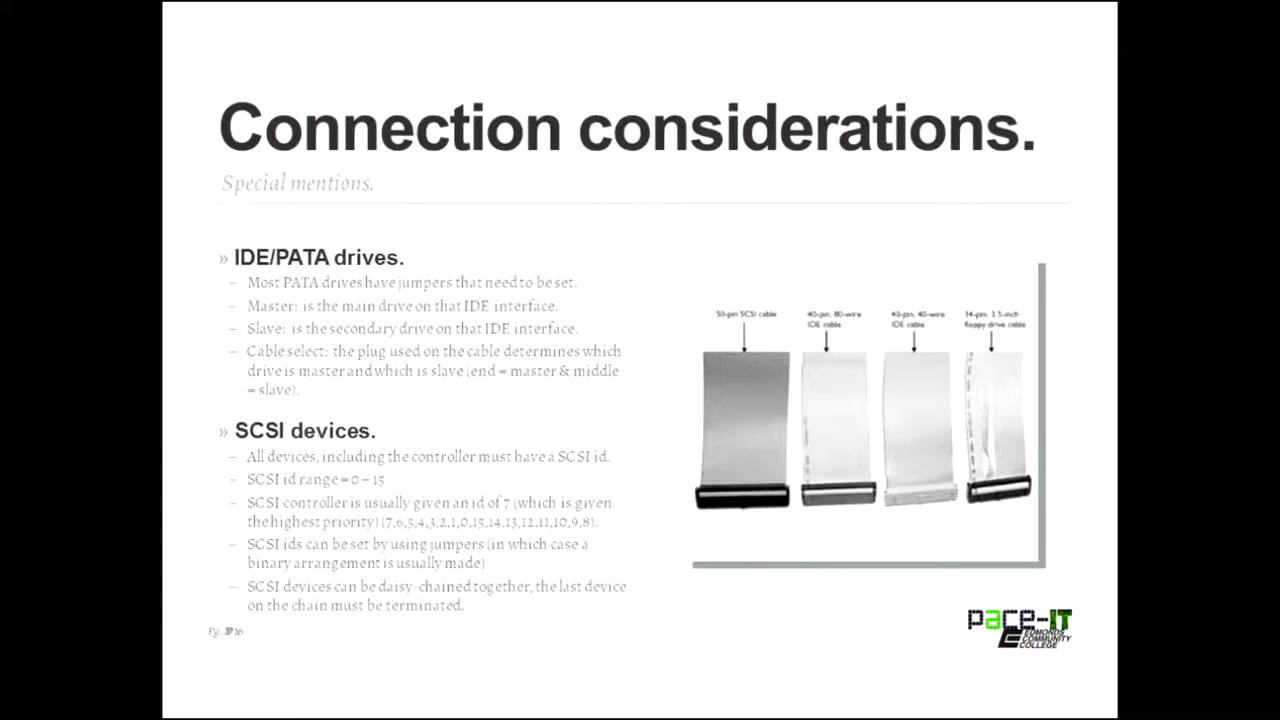 Connection considerations.
Special mentions.
» IDE/PATA drives.
– Most PATA drives have jumpers that need to be set.
– Master: is the main drive on that IDE interface.
– Slave: is the secondary drive on that IDE interface.
– Cable select: the plug used on the cable determines which
drive is master and which is slave (end = master & middle
= slave).
» SCSI devices.
– All devices, including the controller must have a SCSI id.
– SCSI id range = 0 – 15
– SCSI controller is usually given an id of 7 (which is given
the highest priority) (7,6,5,4,3,2,1,0,15,14,13,12,11,10,9,8).
– SCSI ids can be set by using jumpers (in which case a
binary arrangement is usually made)
– SCSI devices can be daisy-chained together, the last device
on the chain must be terminated.
50-pin SCSI cable
40-pin, 80-wire
IDE cable
40-pin, 40-wire
IDE cable
34-pin, 3.5-inch
floppy drive cable
Pg.
pace-IT
EDMONDS
COMMUNITY
COLLEGE